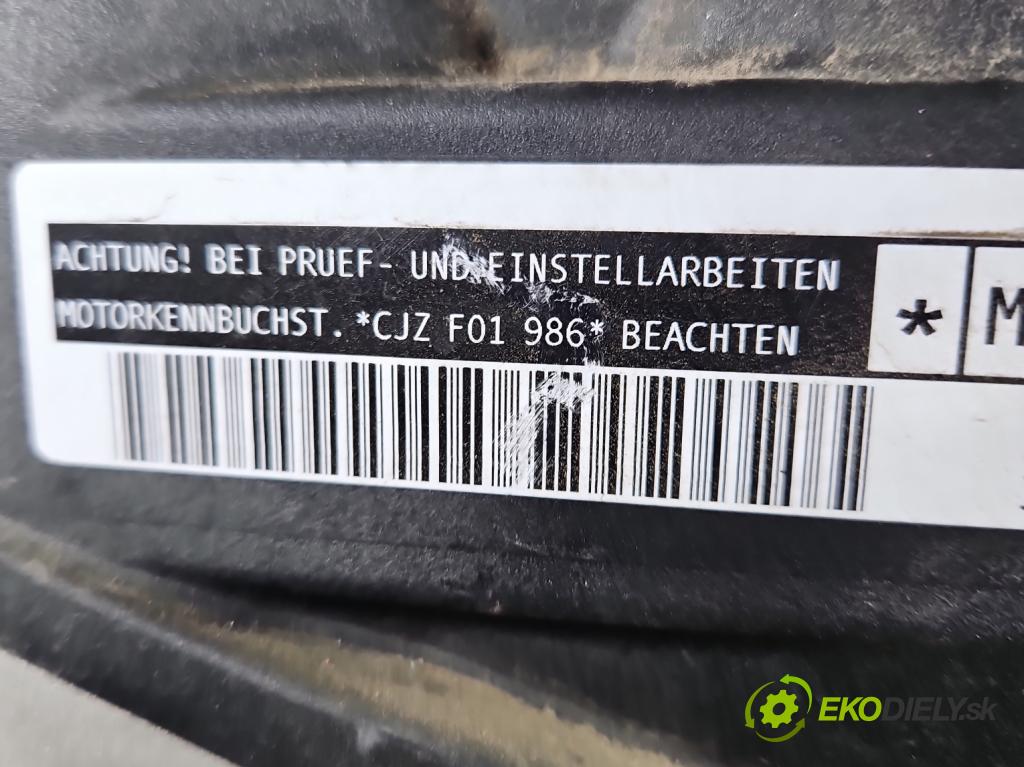 ACHTUNG! BEI PRUEF- UND EINSTELLARBEITEN
MOTORKENNBUCHST. *CJZ F01 986* BEACHTEN
* M
EKODIELY.sk